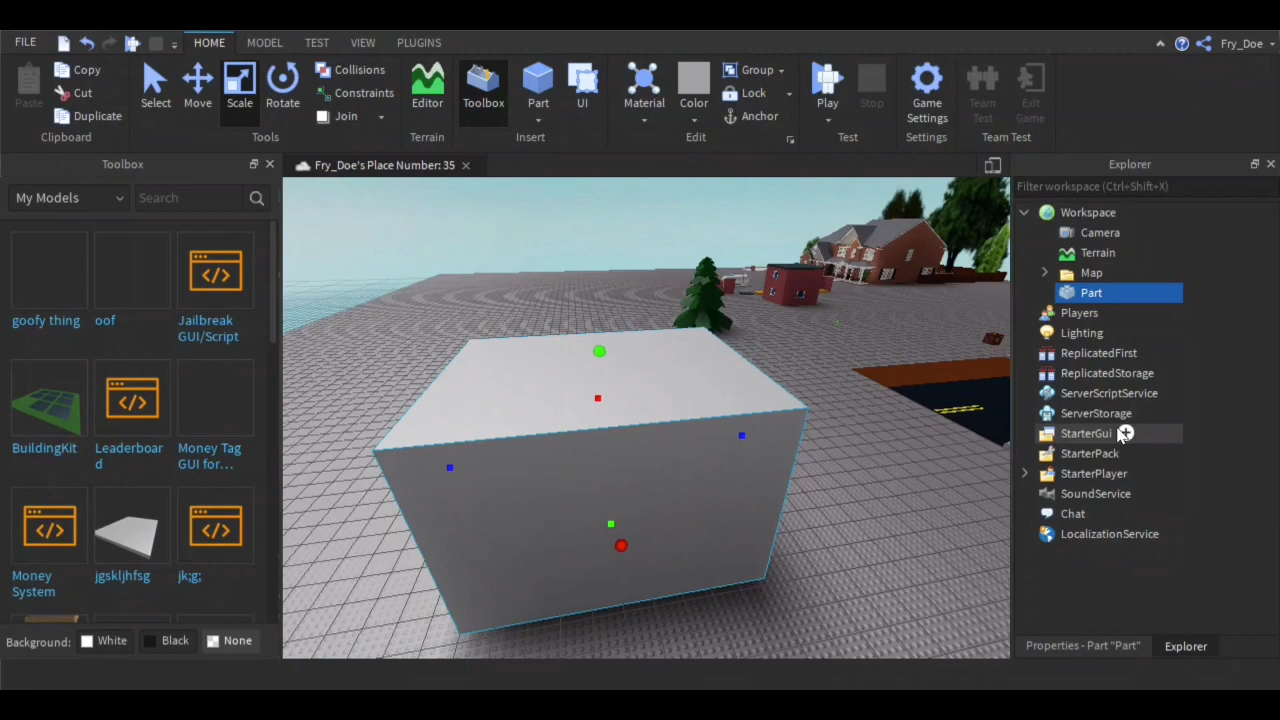 FILE HOME MODEL TEST VIEW PLUGINS Fry_Doe
Paste Copy Cut Duplicate
Clipboard
Select Move Scale Rotate
Collisions
Constraints
Join
Tools
Editor
Terrain
Toolbox Part UI
Insert
Material Color
Group
Lock
Anchor
Edit
Play Stop
Test
Game
Settings
Settings
Team
Test
Exit
Game
Team Test
Toolbox
My Models
Search
goofy thing
oof
Jailbreak
GUI/Script
BuildingKit
Leaderboar
d
Money Tag
GUI for...
Money
System
jgskljhfsg
jk;g;
Background: White Black None
Fry_Doe's Place Number: 35
Explorer
Filter workspace (Ctrl+Shift+X)
Workspace
Camera
Terrain
Map
Part
Players
Lighting
ReplicatedFirst
ReplicatedStorage
ServerScriptService
ServerStorage
StarterGui
StarterPack
StarterPlayer
SoundService
Chat
LocalizationService
Properties - Part "Part" Explorer